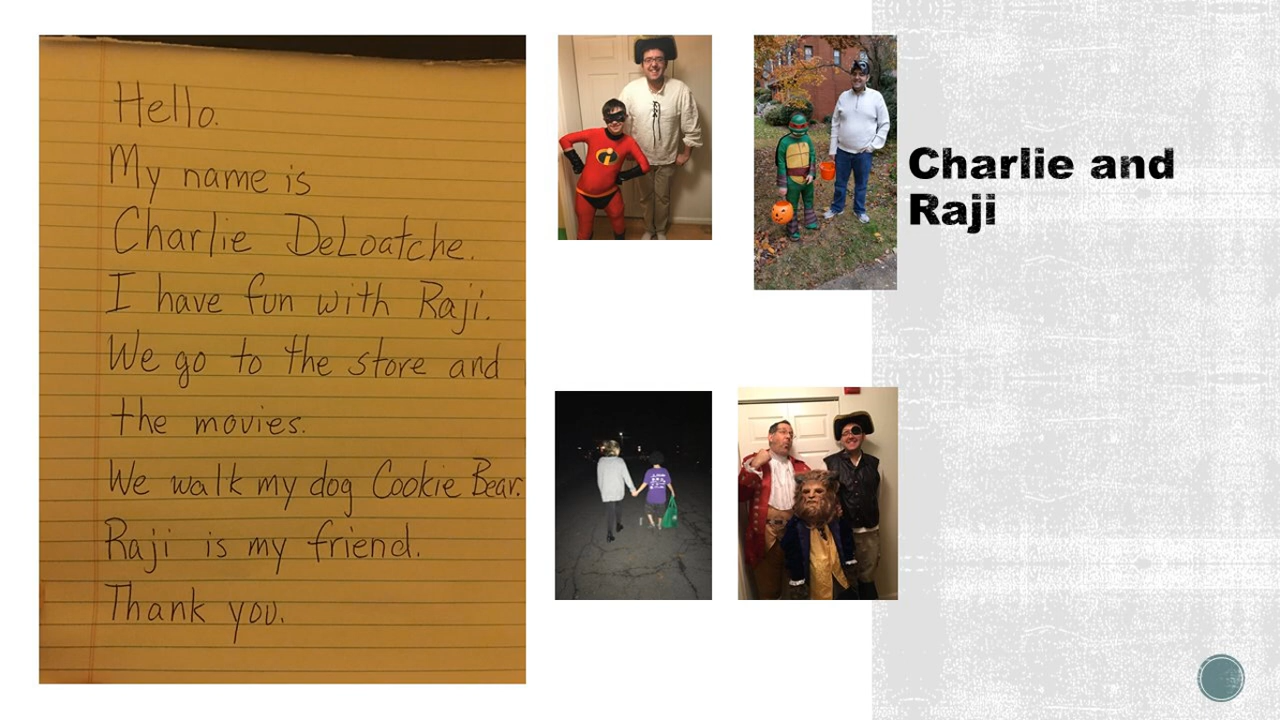 Hello.
My name is
Charlie DeLoatche.
I have fun with Raji.
We go to the store and
the movies.
We walk my dog Cookie Bear.
Raji is my friend.
Thank you.
Charlie and
Raji